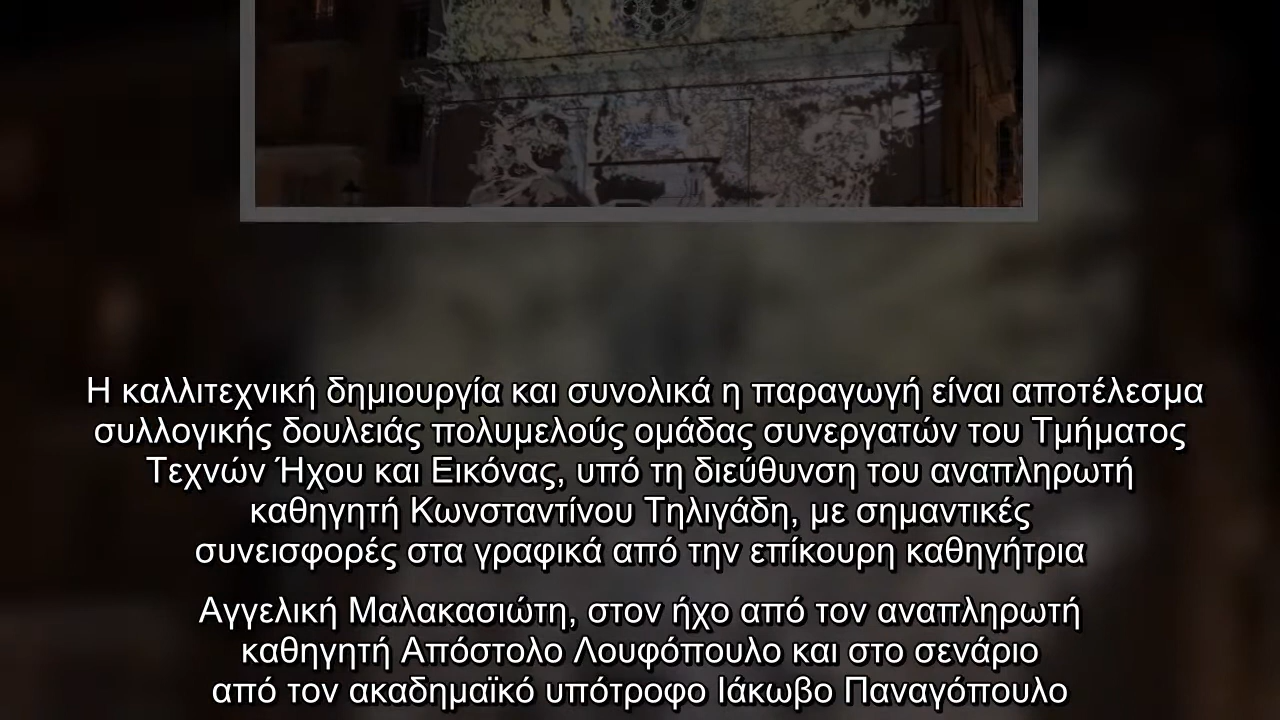 Η καλλιτεχνική δημιουργία και συνολικά η παραγωγή είναι αποτέλεσμα
συλλογικής δουλειάς πολυμελούς ομάδας συνεργατών του Τμήματος
Τεχνών Ήχου και Εικόνας, υπό τη διεύθυνση του αναπληρωτή
καθηγητή Κωνσταντίνου Τηλιγάδη, με σημαντικές
συνεισφορές στα γραφικά από την επίκουρη καθηγήτρια
Αγγελική Μαλακασιώτη, στον ήχο από τον αναπληρωτή
καθηγητή Απόστολο Λουφόπουλο και στο σενάριο
από τον ακαδημαϊκό υπότροφο Ιάκωβο Παναγόπουλο